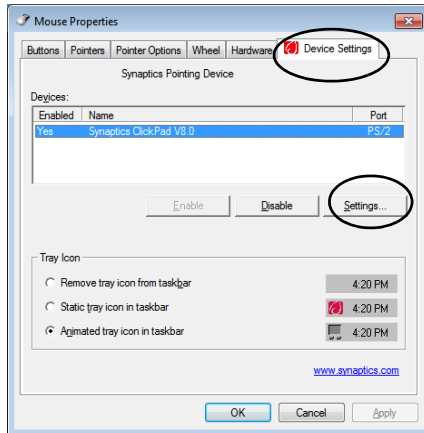 Mouse Properties
Buttons Pointers Pointer Options Wheel Hardware Device Settings
Synaptics Pointing Device
Devices:
Enabled Name Port
Yes Synaptics ClickPad V8.0 PS/2
Enable Disable Settings...
Tray Icon
Remove tray icon from taskbar 4:20 PM
Static tray icon in taskbar 4:20 PM
Animated tray icon in taskbar 4:20 PM
www.synaptics.com
OK Cancel Apply